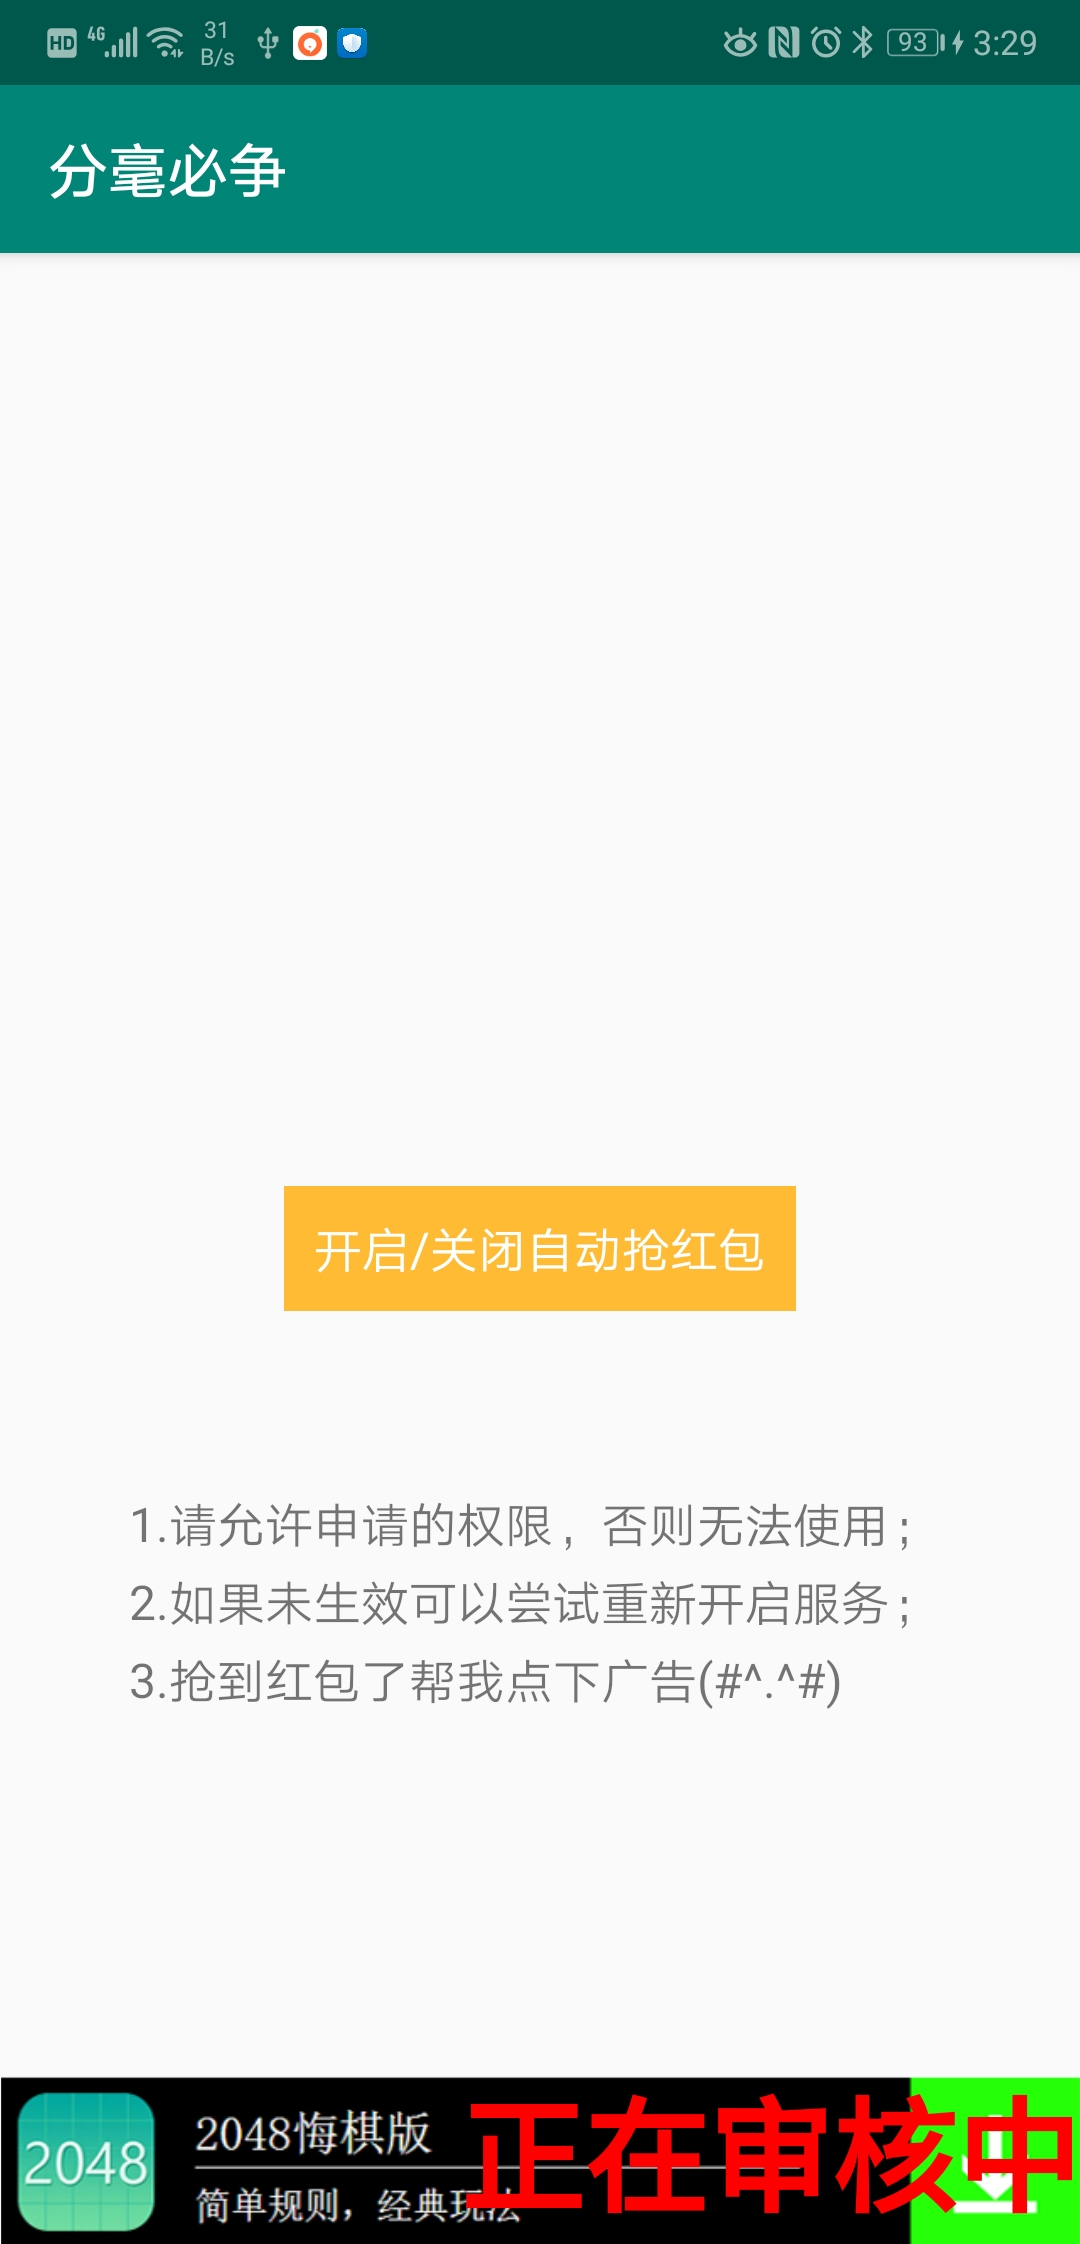 HD 4G 31 B/s 93 3:29
分毫必争
开启/关闭自动抢红包
1.请允许申请的权限，否则无法使用；
2.如果未生效可以尝试重新开启服务；
3.抢到红包了帮我点下广告(#^.^#)
2048
2048悔棋版
简单规则，经典玩法
正在审核中